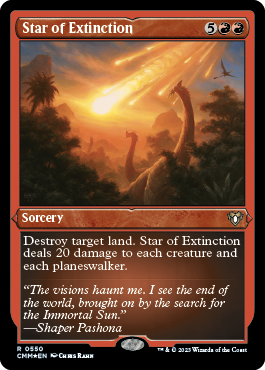 Star of Extinction 5
Sorcery
Destroy target land. Star of Extinction
deals 20 damage to each creature and
each planeswalker.
"The visions haunt me. I see the end of
the world, brought on by the search for
the Immortal Sun."
—Shaper Pashona
R 0550
CMM★EN Chris Rahn
™ & © 2023 Wizards of the Coast